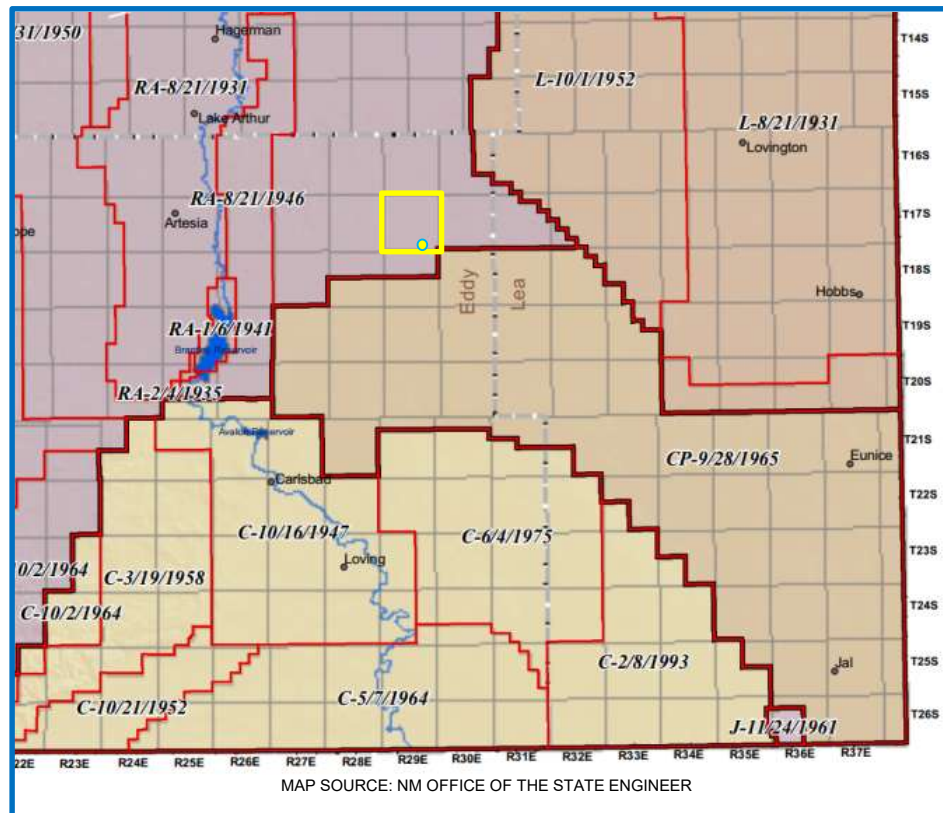 31/1950
Hagerman
T14S
L-10/1/1952
RA-8/21/1931
T15S
Lake Arthur
L-8/21/1931
Lovington
T16S
RA-8/21/1946
Artesia
T17S
ope
T18S
Eddy
Lea
Hobbs
T19S
RA-1/6/1941
Brantley Reservoir
T20S
RA-2/4/1935
Avalon Reservoir
T21S
CP-9/28/1965
Eunice
Carlsbad
T22S
C-10/16/1947
C-6/4/1975
Loving
T23S
10/2/1964
C-3/19/1958
C-10/2/1964
T24S
C-2/8/1993
Jal
T25S
C-5/7/1964
C-10/21/1952
T26S
J-11/24/1961
22E R23E R24E R25E R26E R27E R28E R29E R30E R31E R32E R33E R34E R35E R36E R37E
MAP SOURCE: NM OFFICE OF THE STATE ENGINEER